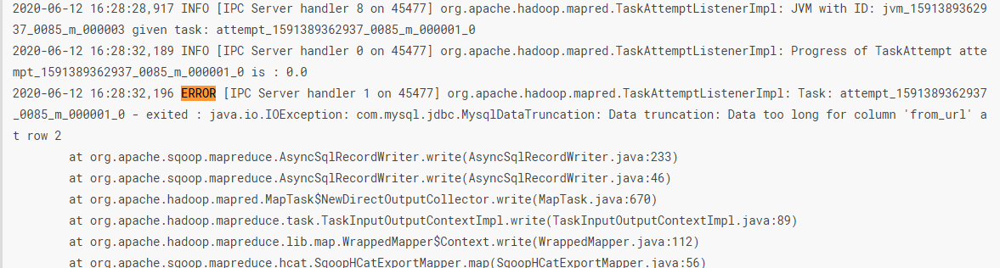 2020-06-12 16:28:28,917 INFO [IPC Server handler 8 on 45477] org.apache.hadoop.mapred.TaskAttemptListenerImpl: JVM with ID: jvm_15913893629
37_0085_m_000003 given task: attempt_1591389362937_0085_m_000001_0
2020-06-12 16:28:32,189 INFO [IPC Server handler 0 on 45477] org.apache.hadoop.mapred.TaskAttemptListenerImpl: Progress of TaskAttempt atte
mpt_1591389362937_0085_m_000001_0 is : 0.0
2020-06-12 16:28:32,196 ERROR [IPC Server handler 1 on 45477] org.apache.hadoop.mapred.TaskAttemptListenerImpl: Task: attempt_1591389362937
_0085_m_000001_0 - exited : java.io.IOException: com.mysql.jdbc.MysqlDataTruncation: Data truncation: Data too long for column 'from_url' a
t row 2
at org.apache.sqoop.mapreduce.AsyncSqlRecordWriter.write(AsyncSqlRecordWriter.java:233)
at org.apache.sqoop.mapreduce.AsyncSqlRecordWriter.write(AsyncSqlRecordWriter.java:46)
at org.apache.hadoop.mapred.MapTask$NewDirectOutputCollector.write(MapTask.java:670)
at org.apache.hadoop.mapreduce.task.TaskInputOutputContextImpl.write(TaskInputOutputContextImpl.java:89)
at org.apache.hadoop.mapreduce.lib.map.WrappedMapper$Context.write(WrappedMapper.java:112)
at org.apache.sqoop.mapreduce.hcat.SqoopHCatExportMapper.map(SqoopHCatExportMapper.java:56)